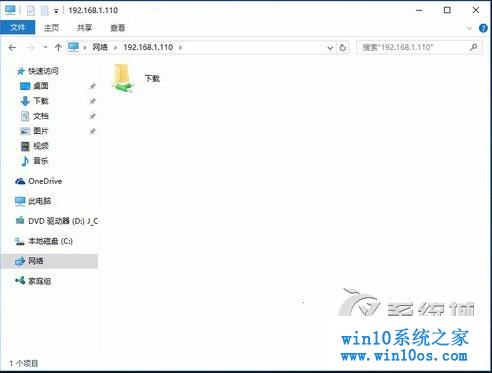 192.168.1.110
文件
主页
共享
查看
网络
192.168.1.110
搜索"192.168.1.110"
快速访问
桌面
下载
文档
图片
视频
音乐
OneDrive
此电脑
DVD 驱动器 (D:) J_C
本地磁盘 (C:)
网络
家庭组
下载
系统城
win10系统之家
www.win10os.com
1 个项目